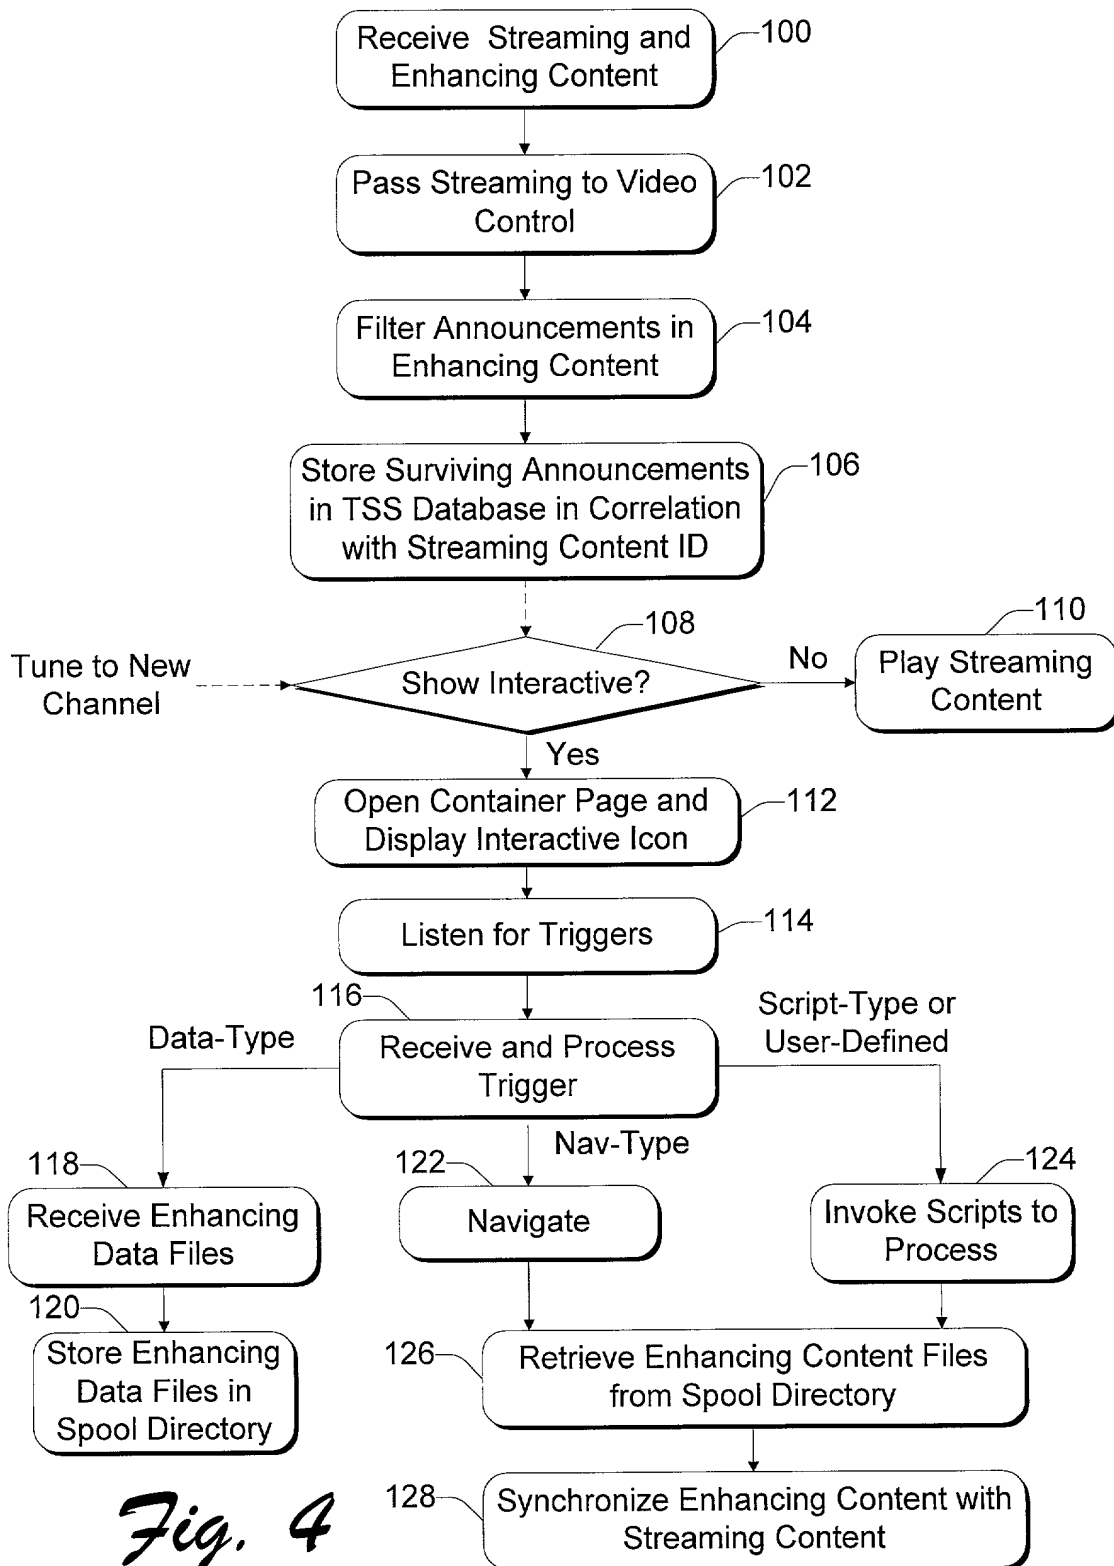 Receive Streaming and
Enhancing Content
100
Pass Streaming to Video
Control
102
Filter Announcements in
Enhancing Content
104
Store Surviving Announcements
in TSS Database in Correlation
with Streaming Content ID
106
Tune to New
Channel
108
Show Interactive?
No
110
Play Streaming
Content
Yes
Open Container Page and
Display Interactive Icon
112
Listen for Triggers
114
116
Receive and Process
Trigger
Data-Type
Script-Type or
User-Defined
Nav-Type
118
Receive Enhancing
Data Files
122
Navigate
124
Invoke Scripts to
Process
120
Store Enhancing
Data Files in
Spool Directory
126
Retrieve Enhancing Content Files
from Spool Directory
128
Synchronize Enhancing Content with
Streaming Content
Fig. 4